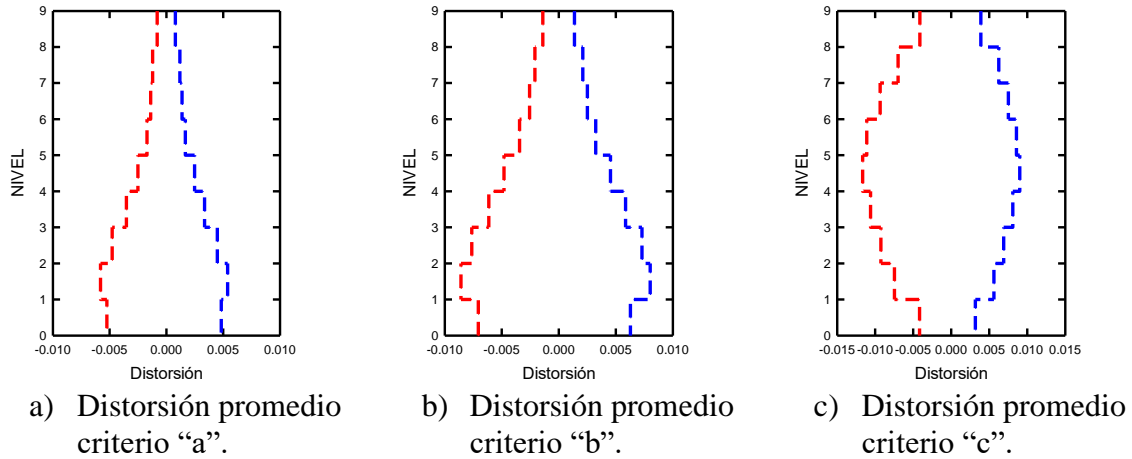 9
8
7
6
5
4
3
2
1
0
NIVEL
-0.010 -0.005 0.000 0.005 0.010
Distorsión
a) Distorsión promedio
criterio “a”.
9
8
7
6
5
4
3
2
1
0
NIVEL
-0.010 -0.005 0.000 0.005 0.010
Distorsión
b) Distorsión promedio
criterio “b”.
9
8
7
6
5
4
3
2
1
0
NIVEL
-0.015 -0.010 -0.005 0.000 0.005 0.010 0.015
Distorsión
c) Distorsión promedio
criterio “c”.